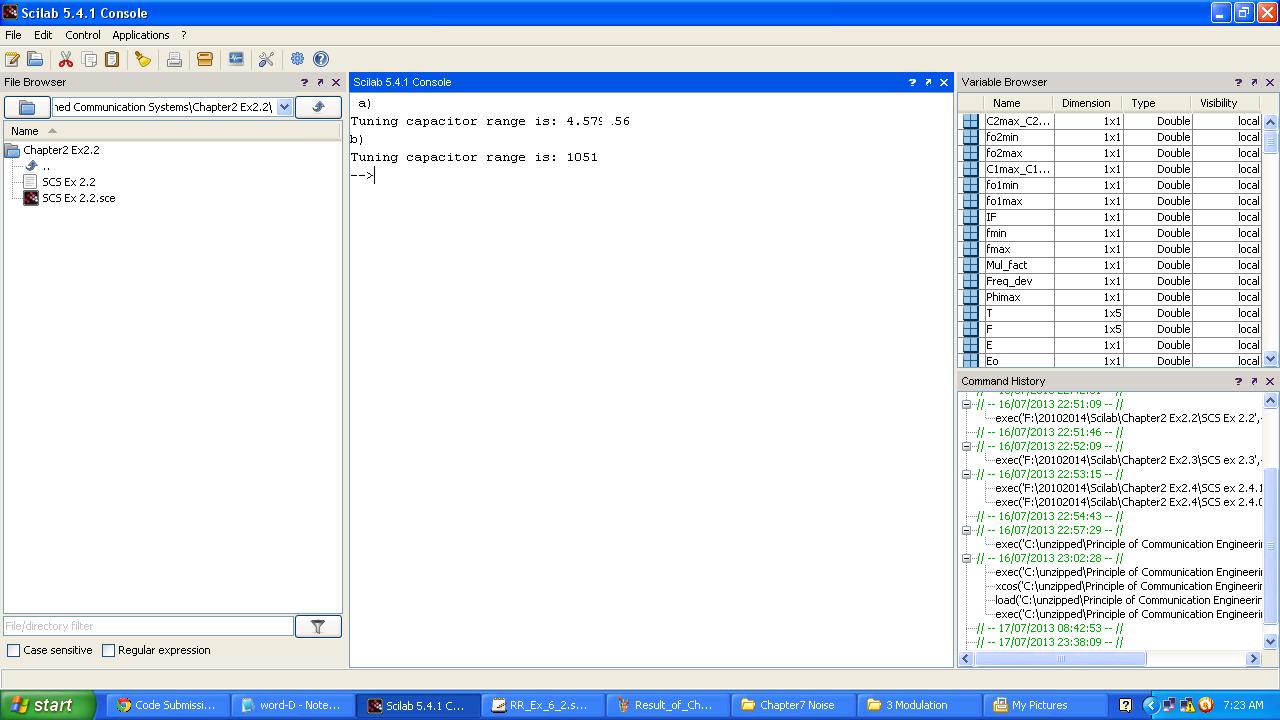 Scilab 5.4.1 Console
File Edit Control Applications ?
File Browser ? ↗ ×
ned Communication Systems\Chapter2 Ex2.2\
Name
Chapter2 Ex2.2
..
SCS Ex 2.2
SCS Ex 2.2.sce
File/directory filter
Case sensitive Regular expression
Scilab 5.4.1 Console ? ↗ ×
a)
Tuning capacitor range is: 4.579 .56
b)
Tuning capacitor range is: 1051
-->
Variable Browser ? ↗ ×
Name Dimension Type Visibility
C2max_C2... 1x1 Double local
fo2min 1x1 Double local
fo2max 1x1 Double local
C1max_C1... 1x1 Double local
fo1min 1x1 Double local
fo1max 1x1 Double local
IF 1x1 Double local
fmin 1x1 Double local
fmax 1x1 Double local
Mul_fact 1x1 Double local
Freq_dev 1x1 Double local
Phimax 1x1 Double local
T 1x5 Double local
F 1x5 Double local
E 1x1 Double local
Eo 1x1 Double local
Command History ? ↗ ×
// -- 16/07/2013 22:51:09 -- //
exec('F:\20102014\Scilab\Chapter2 Ex2.2\SCS Ex 2.2',
// -- 16/07/2013 22:51:46 -- //
// -- 16/07/2013 22:52:09 -- //
exec('F:\20102014\Scilab\Chapter2 Ex2.3\SCS ex 2.3',
// -- 16/07/2013 22:53:15 -- //
exec('F:\20102014\Scilab\Chapter2 Ex2.4\SCS ex 2.4.1
exec('F:\20102014\Scilab\Chapter2 Ex2.4\SCS ex 2.4.
// -- 16/07/2013 22:54:43 -- //
// -- 16/07/2013 22:57:29 -- //
exec('C:\unzipped\Principle of Communication Engineerin
// -- 16/07/2013 23:02:28 -- //
exec('C:\unzipped\Principle of Communication Engineerin
xcos('C:\unzipped\Principle of Communication Engineerin
load('C:\unzipped\Principle of Communication Engineerin
exec('C:\unzipped\Principle of Communication Engineerin
// -- 17/07/2013 08:42:53 -- //
// -- 17/07/2013 23:38:09 -- //
start Code Submissi... word-D - Note... Scilab 5.4.1 C... RR_Ex_6_2.s... Result_of_Ch... Chapter7 Noise 3 Modulation My Pictures 7:23 AM